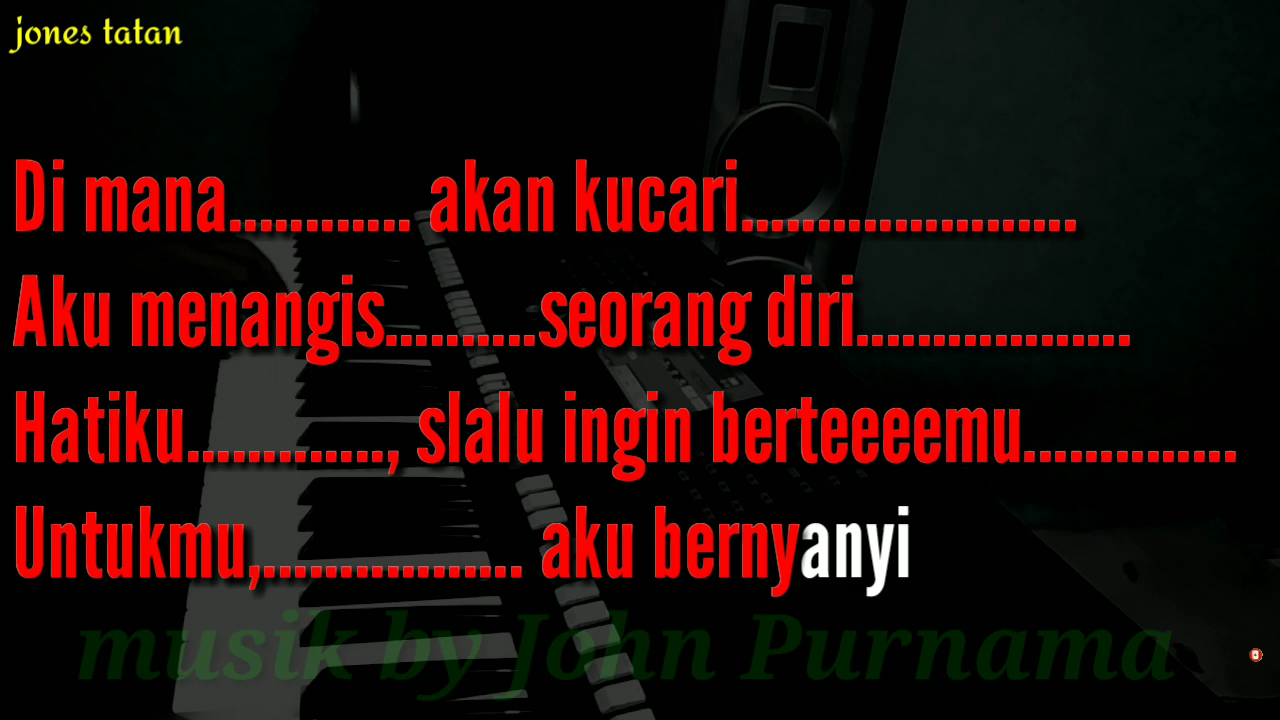 jones tatan
Di mana............ akan kucari......................
Aku menangis..........seorang diri..................
Hatiku............., slalu ingin berteeeemu..............
Untukmu,................. aku bernyanyi
musik by John Purnama